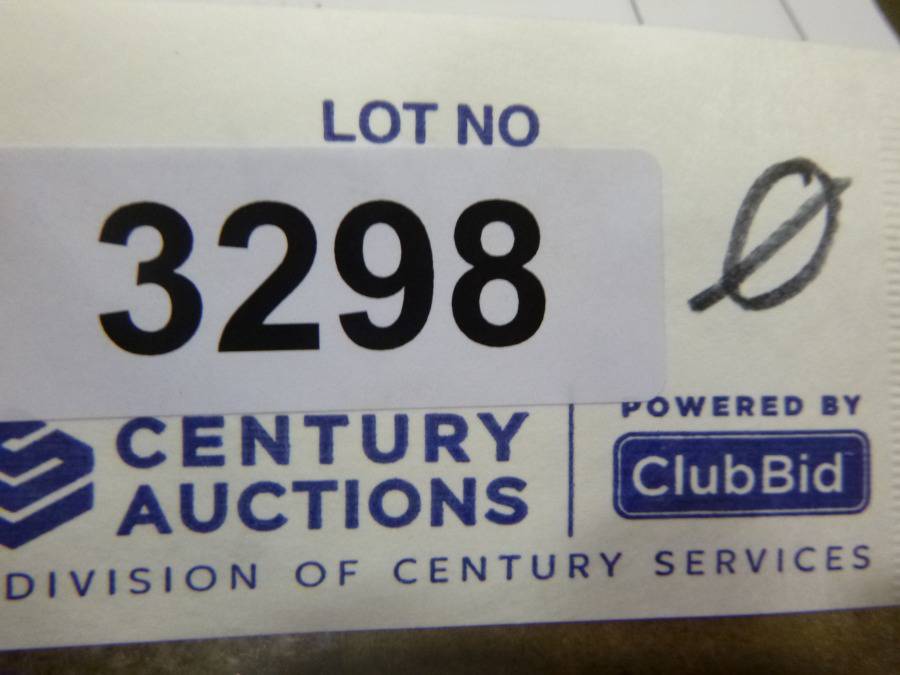 LOT NO
3298 Ø
CENTURY
AUCTIONS
POWERED BY
ClubBid
DIVISION OF CENTURY SERVICES